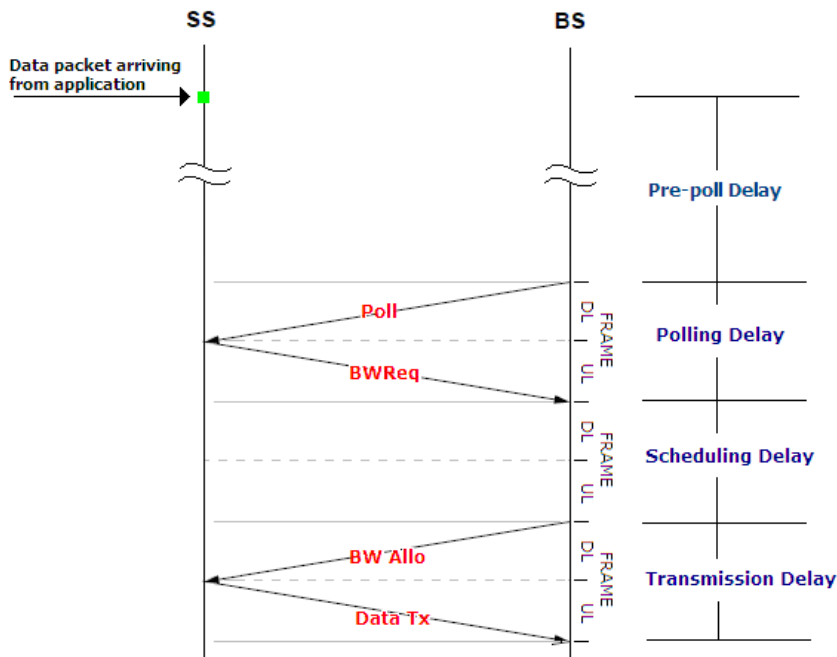 SS
BS
Data packet arriving
from application
Pre-poll Delay
Poll
DL
FRAME
UL
Polling Delay
BWReq
DL
FRAME
UL
Scheduling Delay
BW Allo
DL
FRAME
UL
Transmission Delay
Data Tx